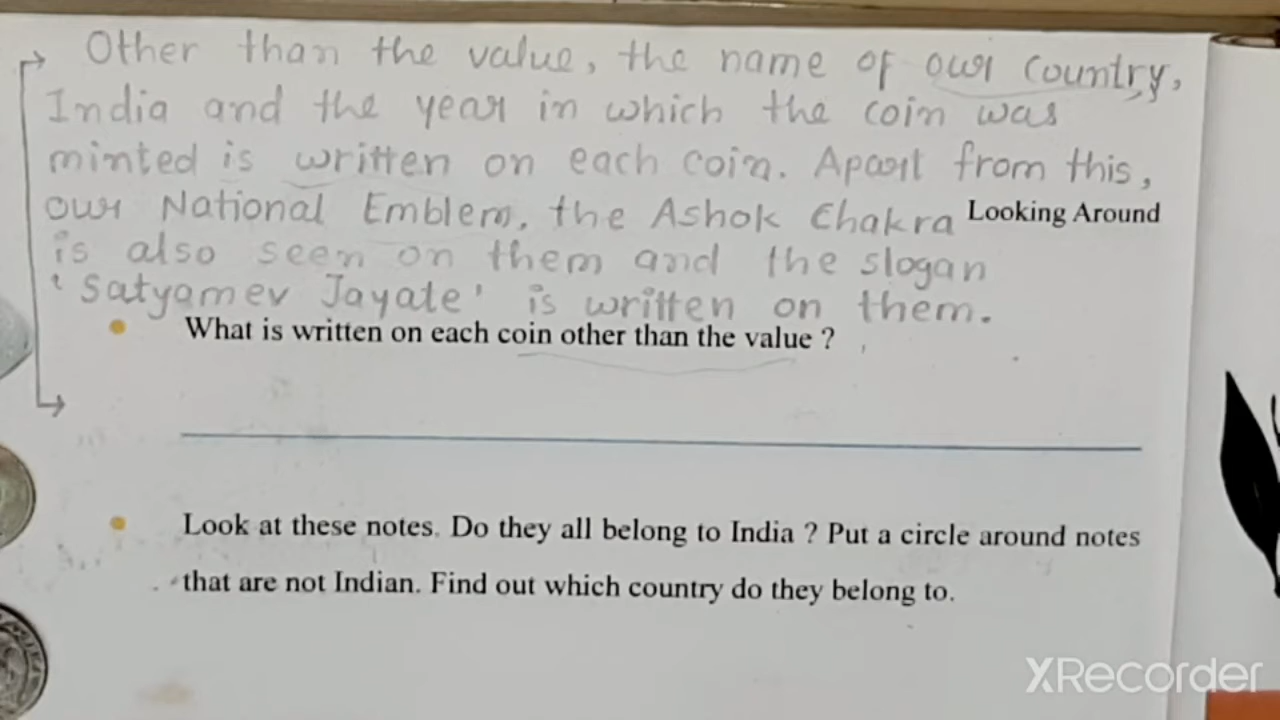 Other than the value, the name of our country,
India and the year in which the coin was
minted is written on each coin. Apart from this,
our National Emblem, the Ashok Chakra
Looking Around
is also seen on them and the slogan
'Satyamev Jayate' is written on them.
What is written on each coin other than the value ?
Look at these notes. Do they all belong to India ? Put a circle around notes
that are not Indian. Find out which country do they belong to.
XRecorder